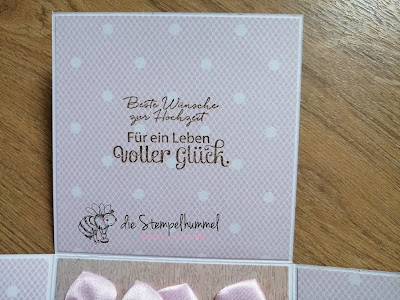 Beste Wünsche
zur Hochzeit
Für ein Leben
voller Glück.
die Stempelhummel